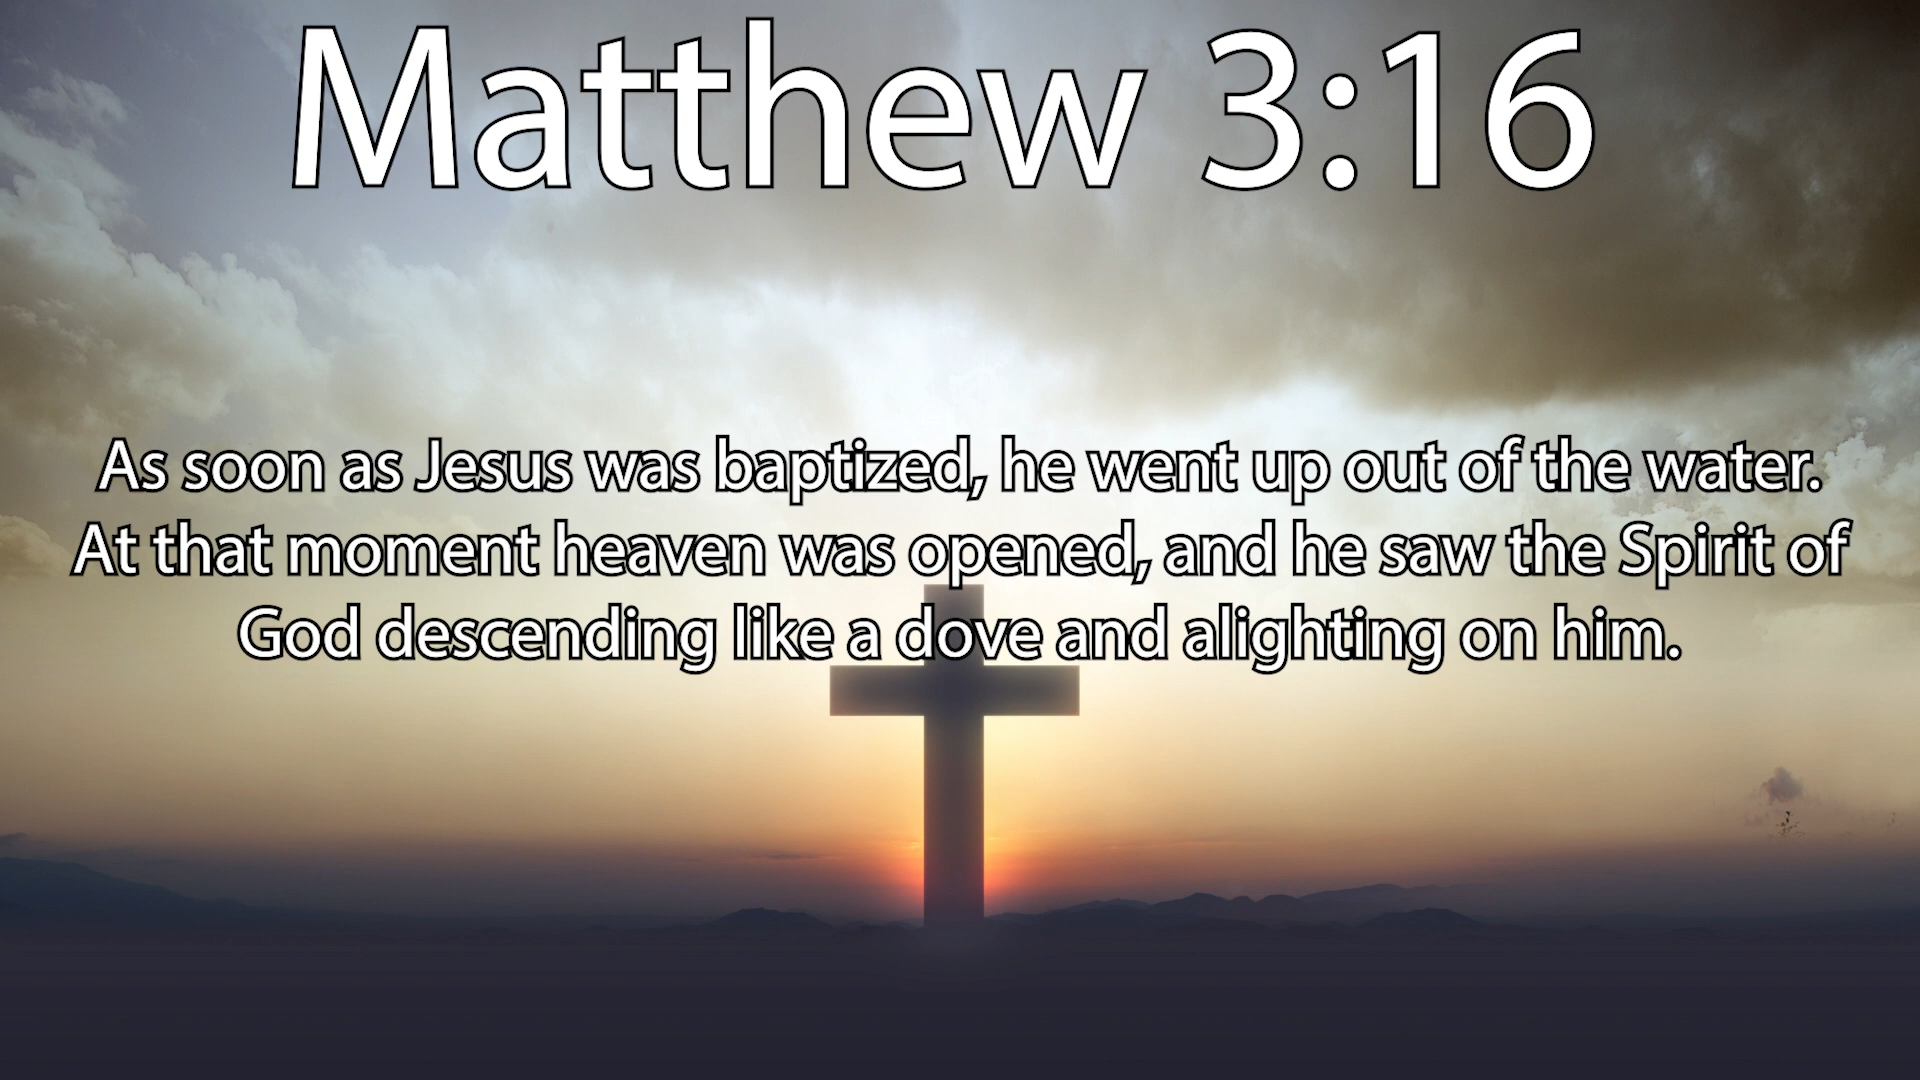 Matthew 3:16
As soon as Jesus was baptized, he went up out of the water.
At that moment heaven was opened, and he saw the Spirit of
God descending like a dove and alighting on him.